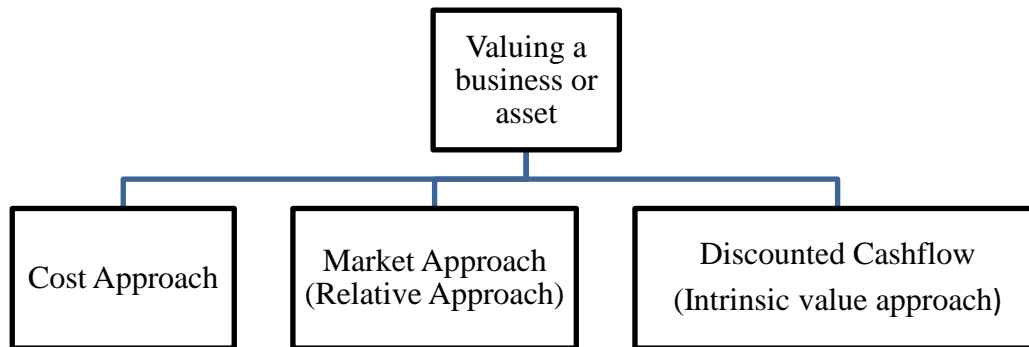 Valuing a
business or
asset
Cost Approach
Market Approach
(Relative Approach)
Discounted Cashflow
(Intrinsic value approach)